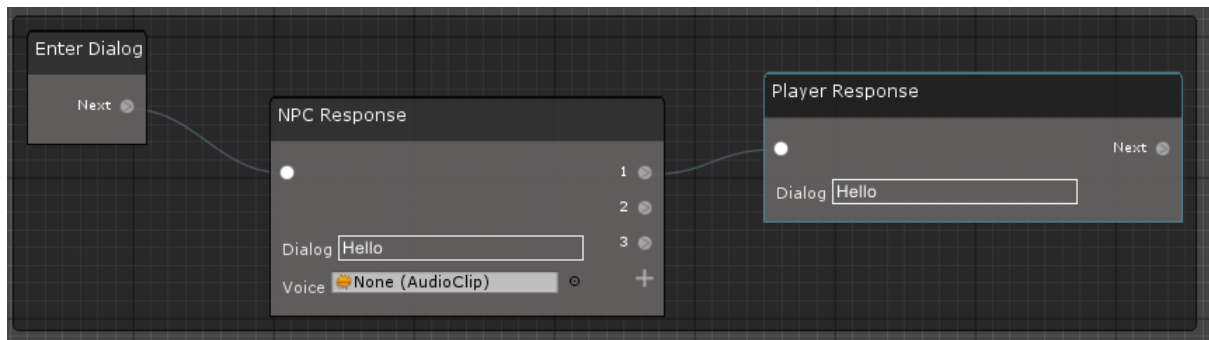 Enter Dialog
Next
NPC Response
1
2
3
Dialog Hello
Voice None (AudioClip)
+
Player Response
Next
Dialog Hello